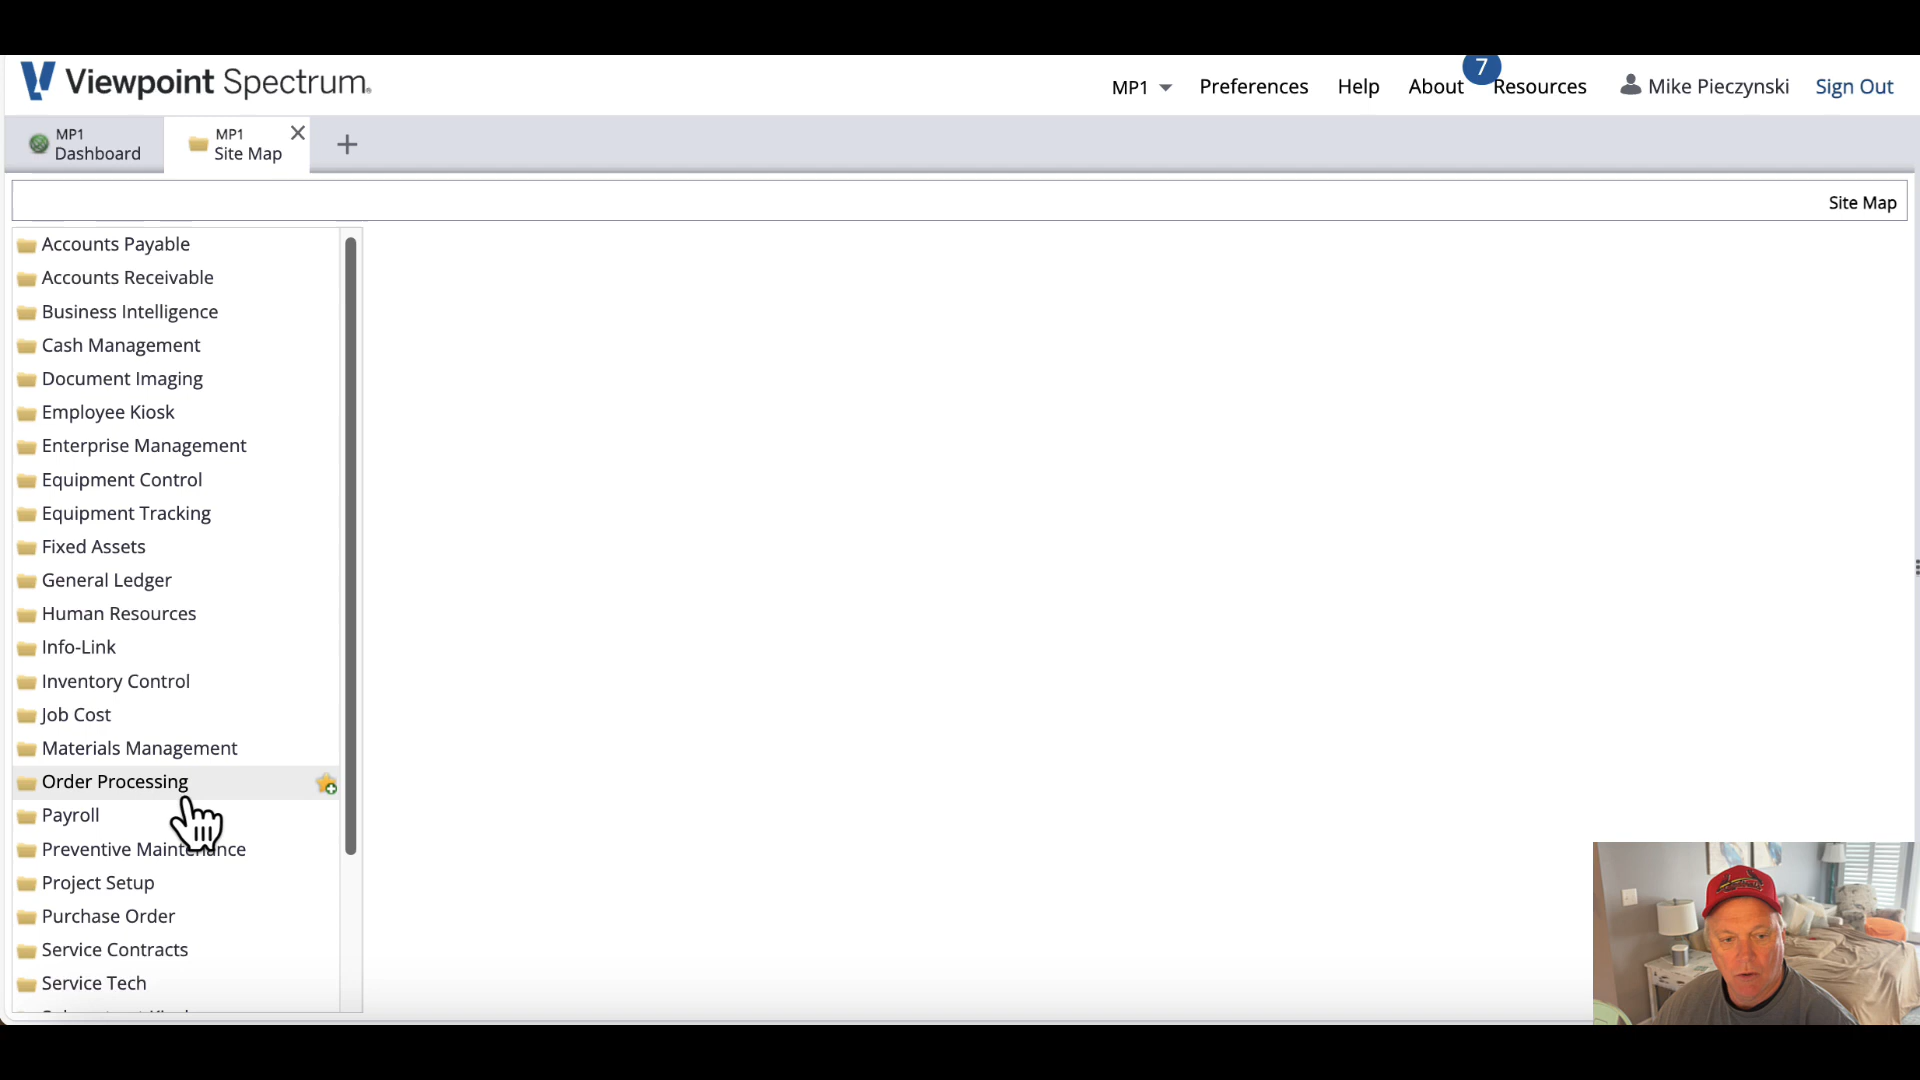 Viewpoint Spectrum.
MP1
Preferences
Help
About
7
Resources
Mike Pieczynski
Sign Out
MP1
Dashboard
MP1
Site Map
Site Map
Accounts Payable
Accounts Receivable
Business Intelligence
Cash Management
Document Imaging
Employee Kiosk
Enterprise Management
Equipment Control
Equipment Tracking
Fixed Assets
General Ledger
Human Resources
Info-Link
Inventory Control
Job Cost
Materials Management
Order Processing
Payroll
Preventive Maintenance
Project Setup
Purchase Order
Service Contracts
Service Tech